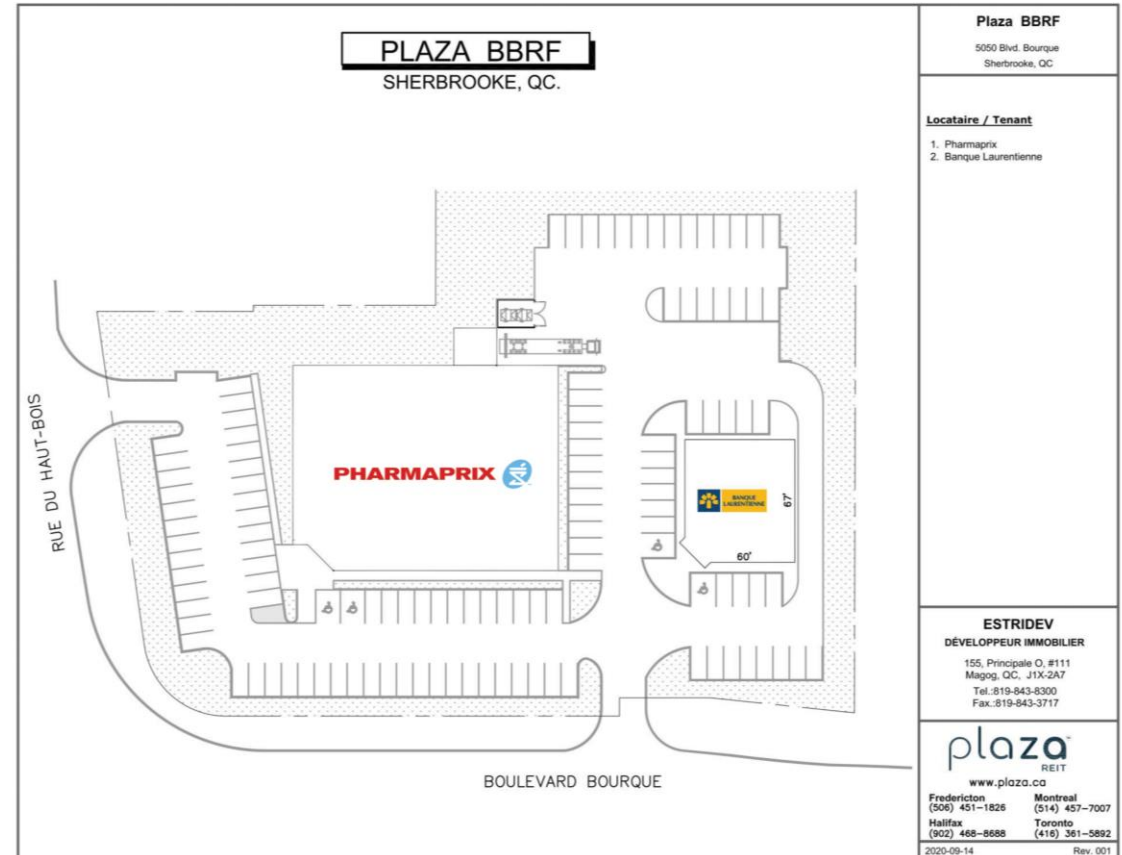 PLAZA BBRF
SHERBROOKE, QC.
RUE DU HAUT-BOIS
PHARMAPRIX
BANQUE
LAURENTIENNE
67'
60'
BOULEVARD BOURQUE
Plaza BBRF
5050 Blvd. Bourque
Sherbrooke, QC
Locataire / Tenant
1. Pharmaprix
2. Banque Laurentienne
ESTRIDEV
DÉVELOPPEUR IMMOBILIER
155, Principale O, #111
Magog, QC, J1X-2A7
Tel.:819-843-8300
Fax.:819-843-3717
plaza
REIT
www.plaza.ca
Fredericton Montreal
(506) 451-1826 (514) 457-7007
Halifax Toronto
(902) 468-8688 (416) 361-5892
2020-09-14 Rev. 001